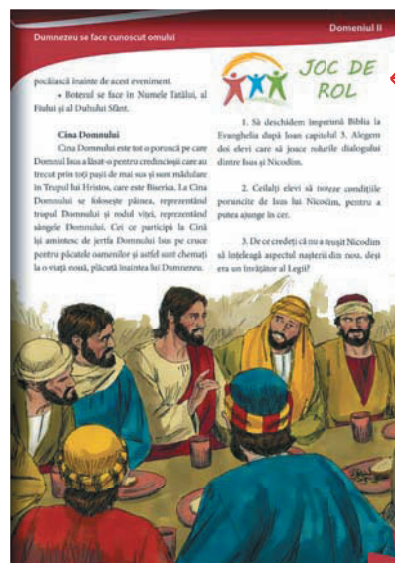 Dumnezeu se face cunoscut omului
Domeniul II
pocăiască înainte de acest eveniment.
• Botezul se face în Numele Tatălui, al
Fiului și al Duhului Sfânt.
Cina Domnului
Cina Domnului este tot o poruncă pe care
Domnul Isus a lăsat-o pentru credincioșii care au
trecut prin toți pașii de mai sus și sunt mădulare
în Trupul lui Hristos, care este Biserica. La Cina
Domnului se folosește pâinea, reprezentând
trupul Domnului și rodul viței, reprezentând
sângele Domnului. Cei ce participă la Cină
își amintesc de jertfa Domnului Isus pe cruce
pentru păcatele oamenilor și astfel sunt chemați
la o viață nouă, plăcută înaintea lui Dumnezeu.
JOC DE
ROL
1. Să deschidem împreună Biblia la
Evanghelia după Ioan capitolul 3. Alegem
doi elevi care să joace rolurile dialogului
dintre Isus și Nicodim.
2. Ceilalți elevi să noteze condițiile
poruncite de Isus lui Nicodim, pentru a
putea ajunge în cer.
3. De ce credeți că nu a reușit Nicodim
să înțeleagă aspectul nașterii din nou, deși
era un învățător al Legii?